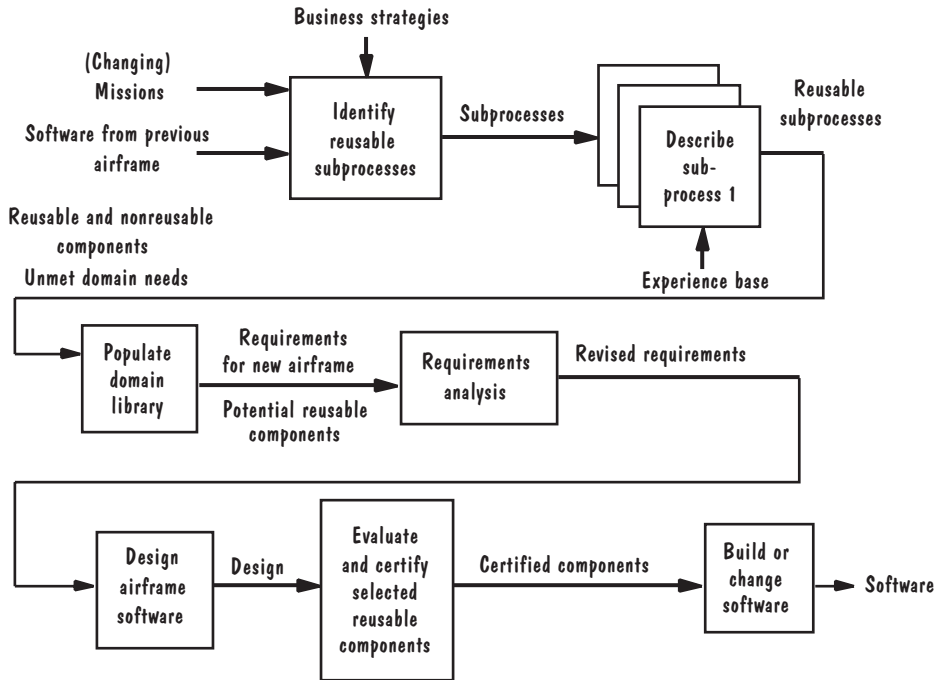 Business strategies
(Changing)
Missions
Software from previous
airframe
Identify
reusable
subprocesses
Subprocesses
Describe
sub-
process 1
Reusable
subprocesses
Experience base
Reusable and nonreusable
components
Unmet domain needs
Populate
domain
library
Requirements
for new airframe
Potential reusable
components
Requirements
analysis
Revised requirements
Design
airframe
software
Design
Evaluate
and certify
selected
reusable
components
Certified components
Build or
change
software
Software